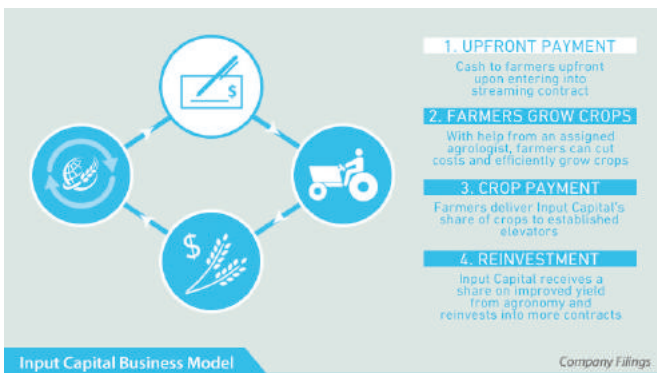 1. UPFRONT PAYMENT
Cash to farmers upfront
upon entering into
streaming contract
2. FARMERS GROW CROPS
With help from an assigned
agrologist, farmers can cut
costs and efficiently grow crops
3. CROP PAYMENT
Farmers deliver Input Capital's
share of crops to established
elevators
4. REINVESTMENT
Input Capital receives a
share on improved yield
from agronomy and
reinvests into more contracts
$
$
Input Capital Business Model
Company Filings